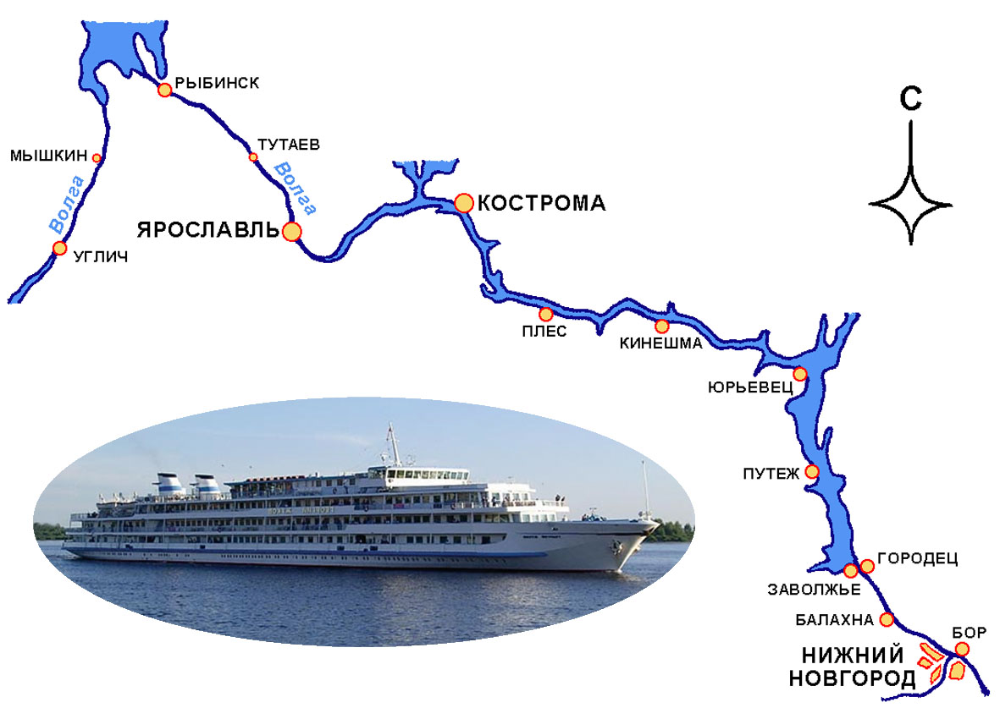 С
РЫБИНСК
ТУТАЕВ
МЫШКИН
Волга
Волга
КОСТРОМА
ЯРОСЛАВЛЬ
УГЛИЧ
ПЛЕС
КИНЕШМА
ЮРЬЕВЕЦ
ПУТЕЖ
ГОРОДЕЦ
ЗАВОЛЖЬЕ
БАЛАХНА
БОР
НИЖНИЙ
НОВГОРОД